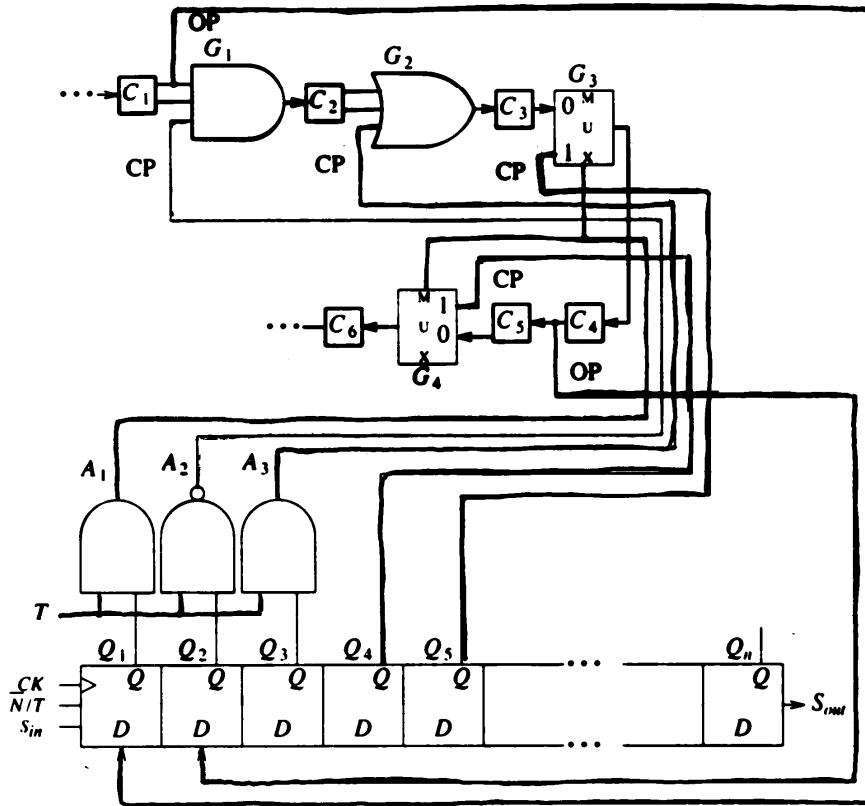 OP
G₁
G₂
G₃
C₁
C₂
C₃
0 M
U
1 X
CP
CP
CP
M
1
CP
U
0
X
G₄
C₆
C₅
C₄
OP
A₁
A₂
A₃
T
Q₁ Q₂ Q₃ Q₄ Q₅ Qₙ
CK
N̅/T
Sᵢₙ
Q Q Q Q Q Q
D D D D D D
Sₒᵤₜ